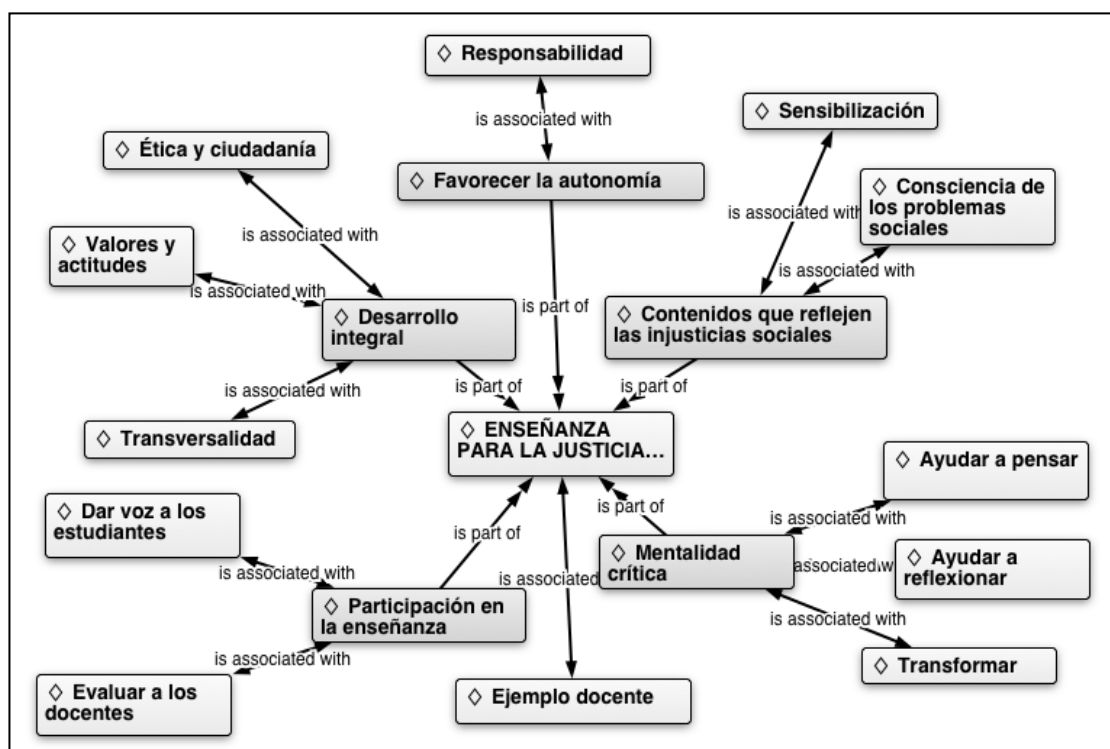 ◇ Responsabilidad
is associated with
◇ Sensibilización
◇ Ética y ciudadanía
◇ Favorecer la autonomía
◇ Consciencia de
los problemas
sociales
is associated with
is associated with
◇ Valores y
actitudes
is associated with
is associated with
is part of
◇ Desarrollo
integral
◇ Contenidos que reflejen
las injusticias sociales
is associated with
is part of
is part of
◇ Transversalidad
◇ ENSEÑANZA
PARA LA JUSTICIA...
◇ Ayudar a pensar
◇ Dar voz a los
estudiantes
is part of
is part of
is associated with
◇ Mentalidad
crítica
◇ Ayudar a
reflexionar
is associated with
is associated
associated w
◇ Participación en
la enseñanza
is associated with
is associated with
◇ Transformar
◇ Evaluar a los
docentes
◇ Ejemplo docente